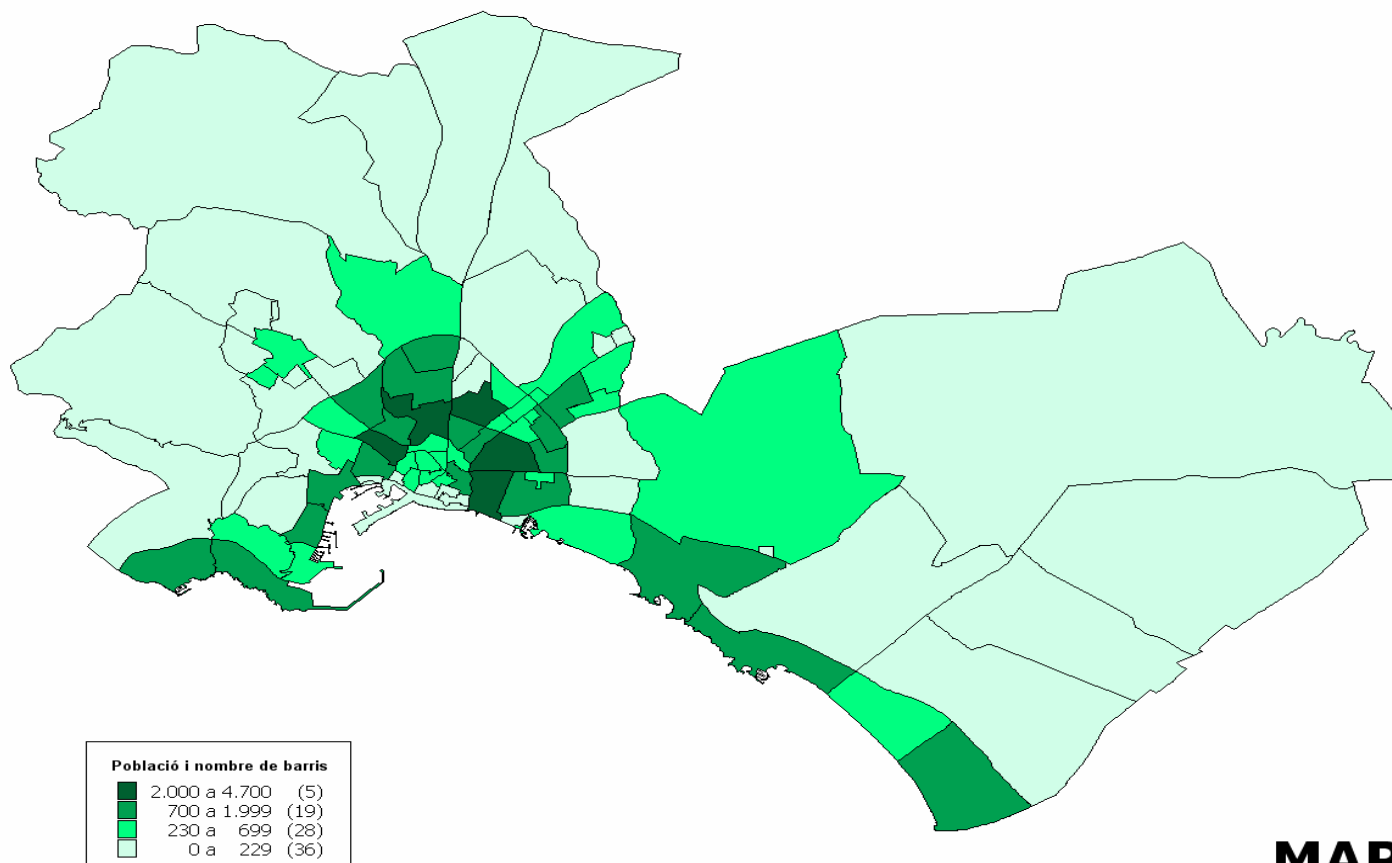 Població i nombre de barris
2.000 a 4.700 (5)
700 a 1.999 (19)
230 a 699 (28)
0 a 229 (36)